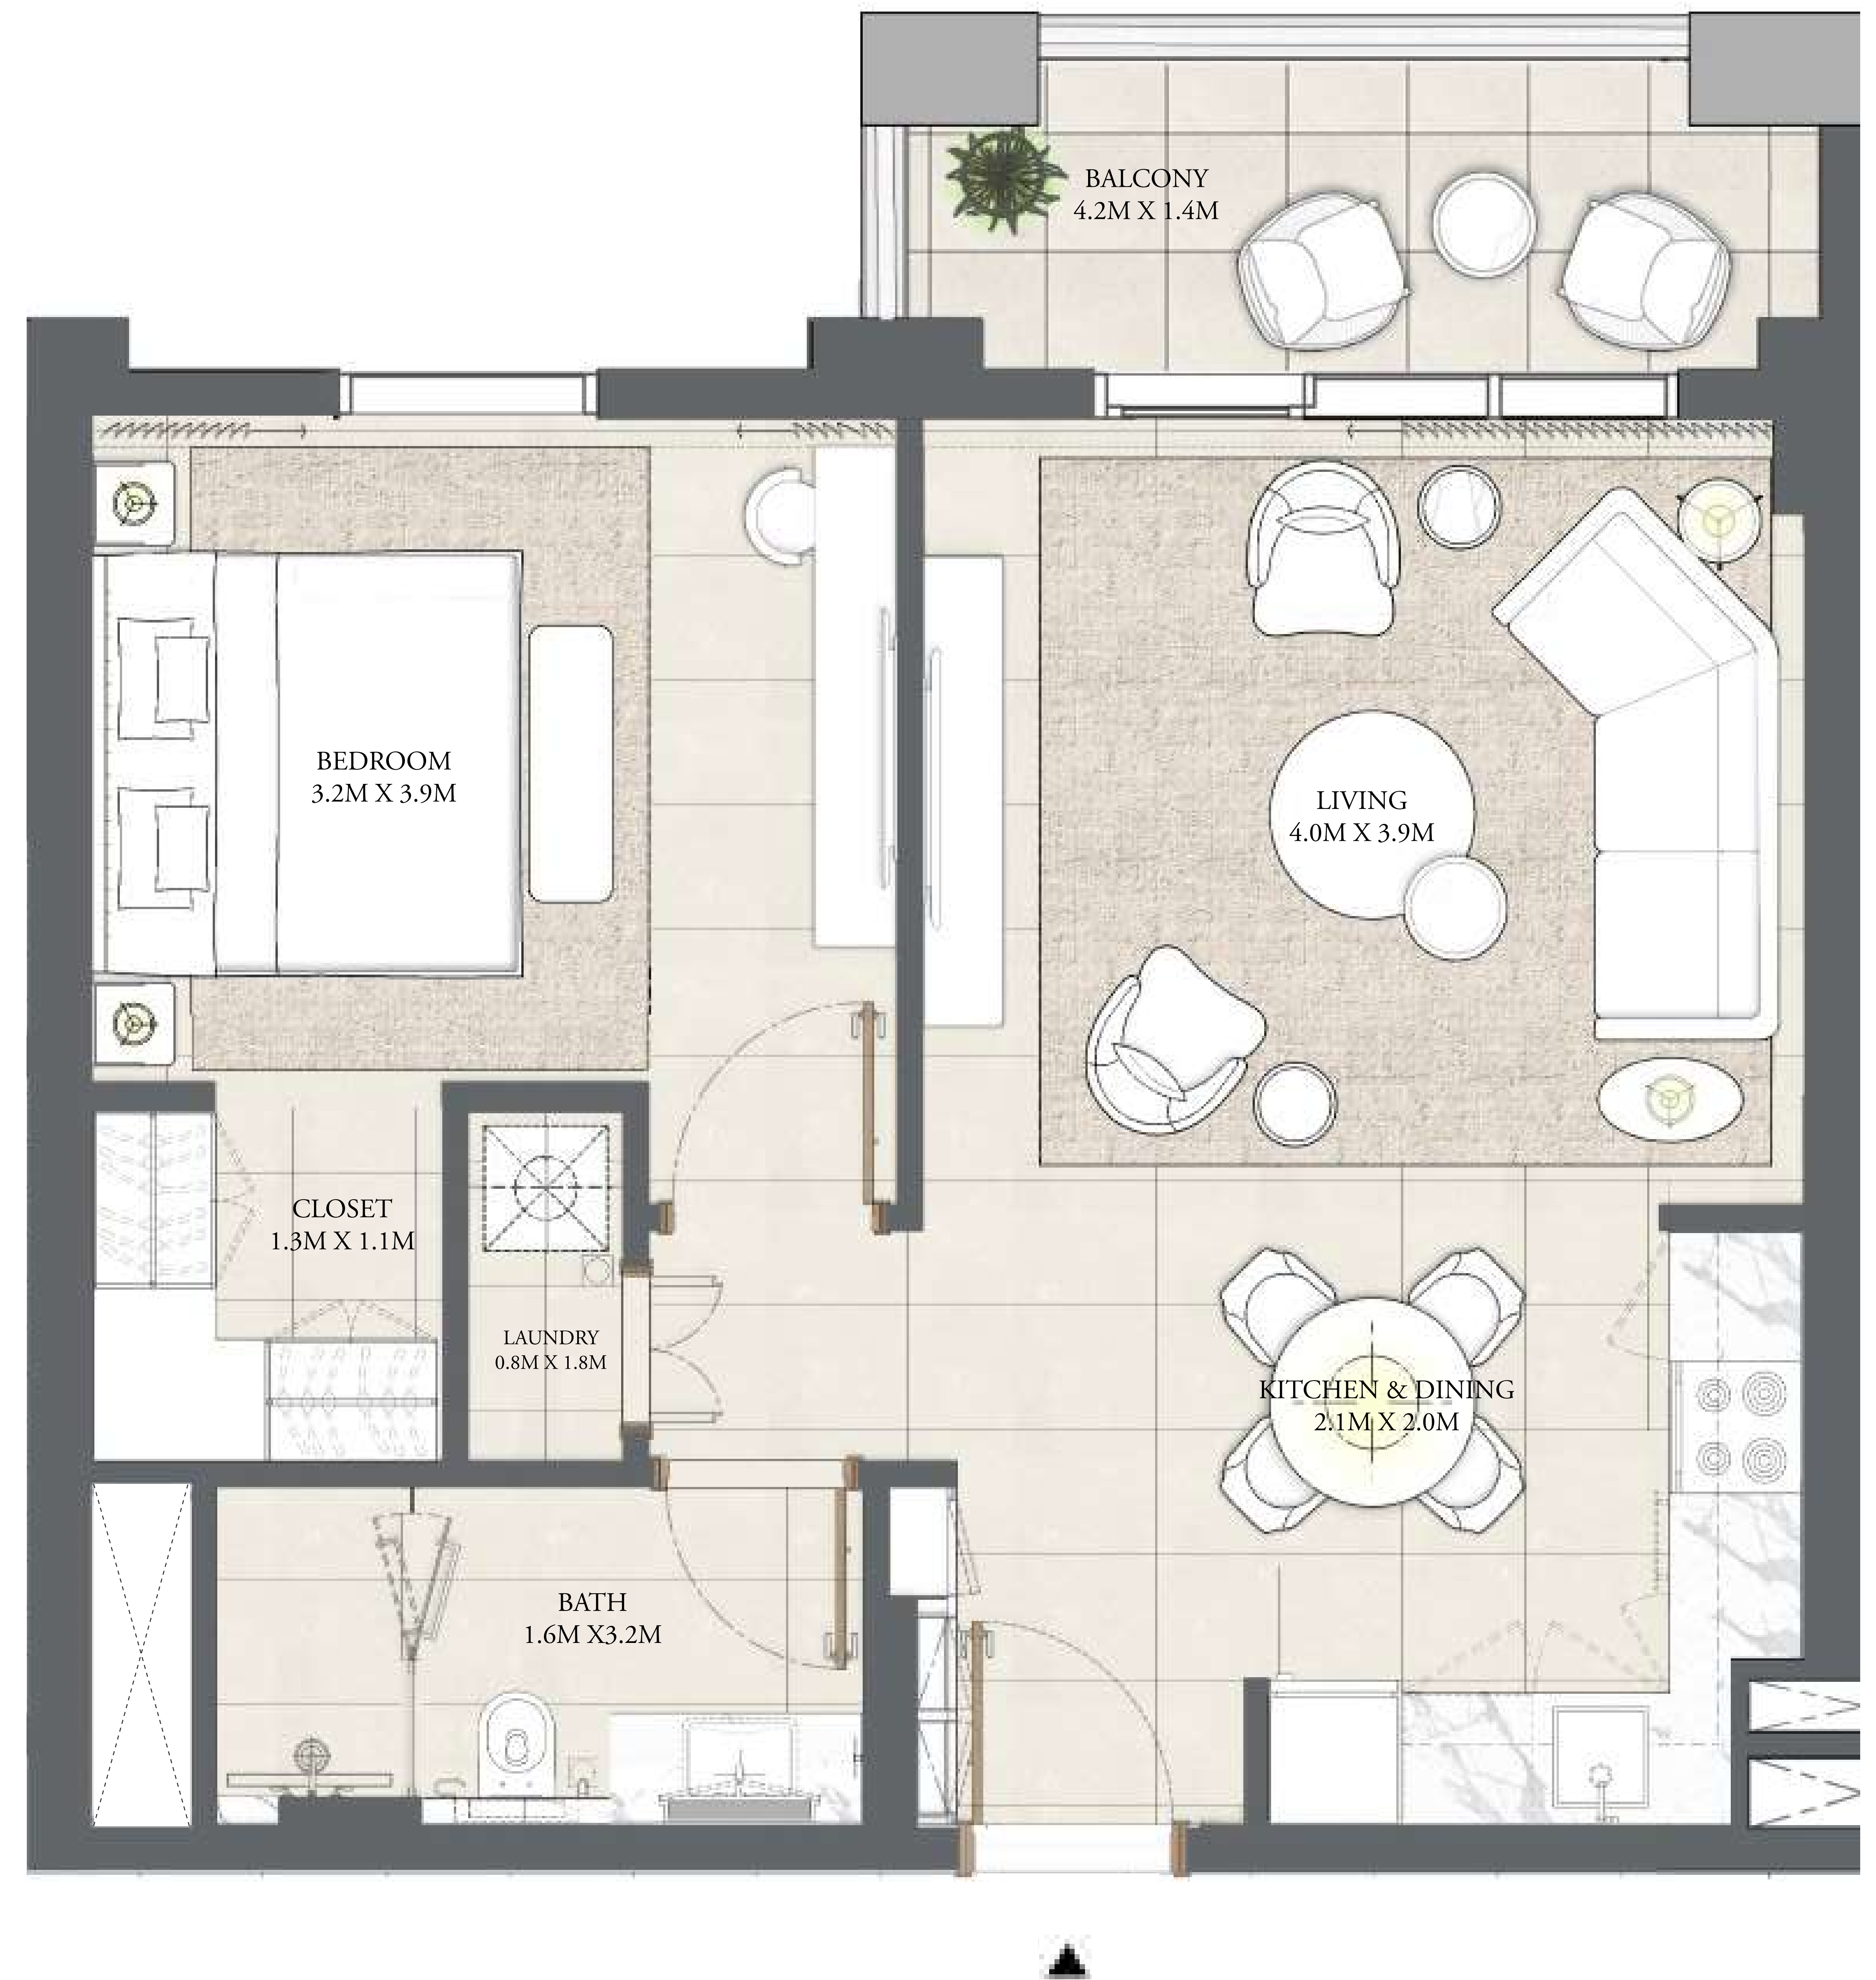 BALCONY
4.2M X 1.4M
BEDROOM
3.2M X 3.9M
LIVING
4.0M X 3.9M
CLOSET
1.3M X 1.1M
LAUNDRY
0.8M X 1.8M
KITCHEN & DINING
2.1M X 2.0M
BATH
1.6M X3.2M